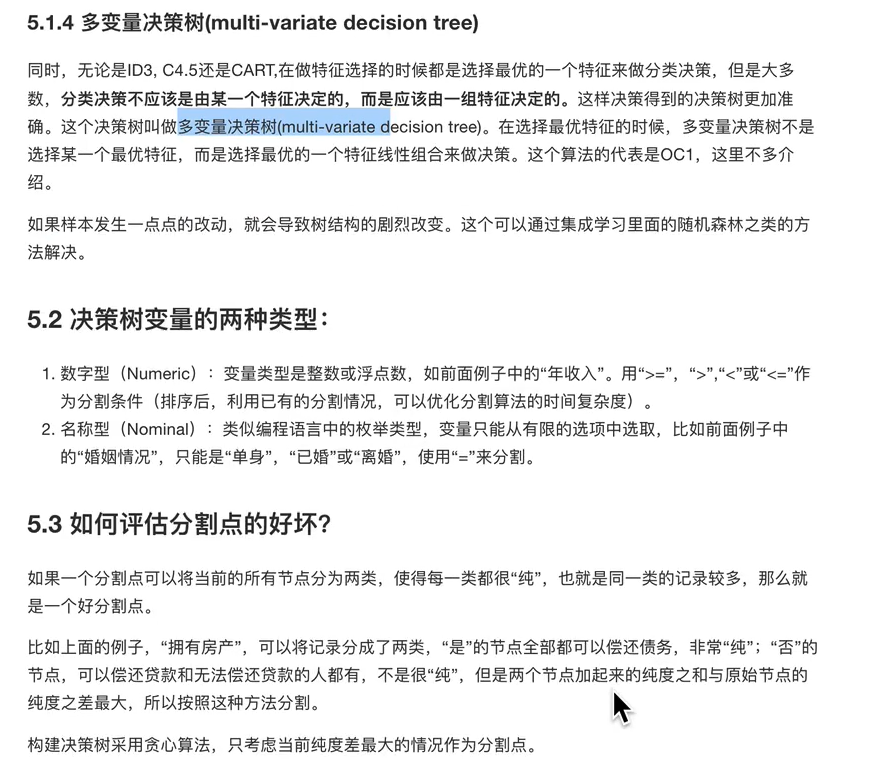 5.1.4 多变量决策树(multi-variate decision tree)
同时，无论是ID3, C4.5还是CART,在做特征选择的时候都是选择最优的一个特征来做分类决策，但是大多
数，分类决策不应该是由某一个特征决定的，而是应该由一组特征决定的。这样决策得到的决策树更加准
确。这个决策树叫做多变量决策树(multi-variate decision tree)。在选择最优特征的时候，多变量决策树不是
选择某一个最优特征，而是选择最优的一个特征线性组合来做决策。这个算法的代表是OC1，这里不多介
绍。
如果样本发生一点点的改动，就会导致树结构的剧烈改变。这个可以通过集成学习里面的随机森林之类的方
法解决。
5.2 决策树变量的两种类型：
1. 数字型（Numeric）：变量类型是整数或浮点数，如前面例子中的“年收入”。用“>=”，“>”,“<”或“<=”作
为分割条件（排序后，利用已有的分割情况，可以优化分割算法的时间复杂度）。
2. 名称型（Nominal）：类似编程语言中的枚举类型，变量只能从有限的选项中选取，比如前面例子中
的“婚姻情况”，只能是“单身”，“已婚”或“离婚”，使用“=”来分割。
5.3 如何评估分割点的好坏？
如果一个分割点可以将当前的所有节点分为两类，使得每一类都很“纯”，也就是同一类的记录较多，那么就
是一个好分割点。
比如上面的例子，“拥有房产”，可以将记录分成了两类，“是”的节点全部都可以偿还债务，非常“纯”；“否”的
节点，可以偿还贷款和无法偿还贷款的人都有，不是很“纯”，但是两个节点加起来的纯度之和与原始节点的
纯度之差最大，所以按照这种方法分割。
构建决策树采用贪心算法，只考虑当前纯度差最大的情况作为分割点。